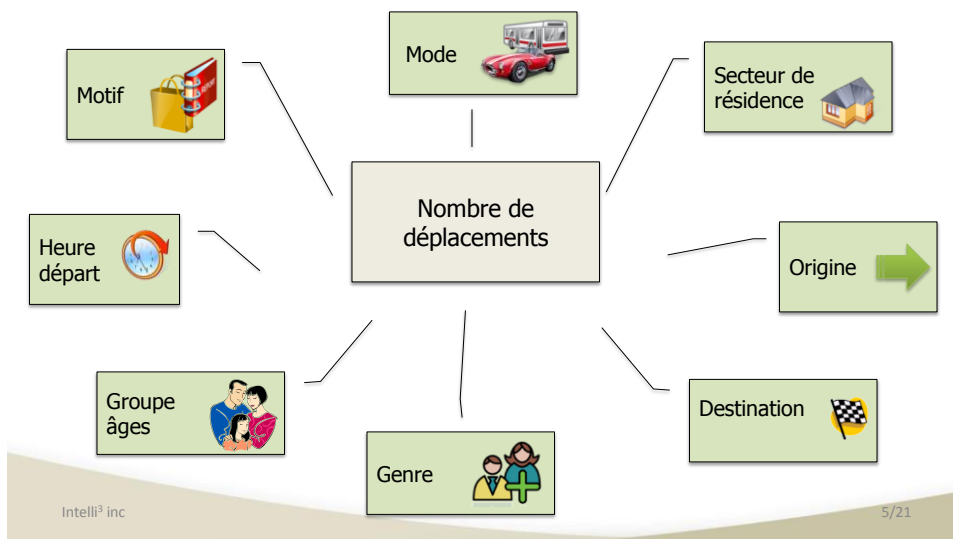 Mode
Motif
Secteur de
résidence
Nombre de
déplacements
Heure
départ
Origine
Groupe
âges
Destination
Genre
Intelli³ inc
5/21